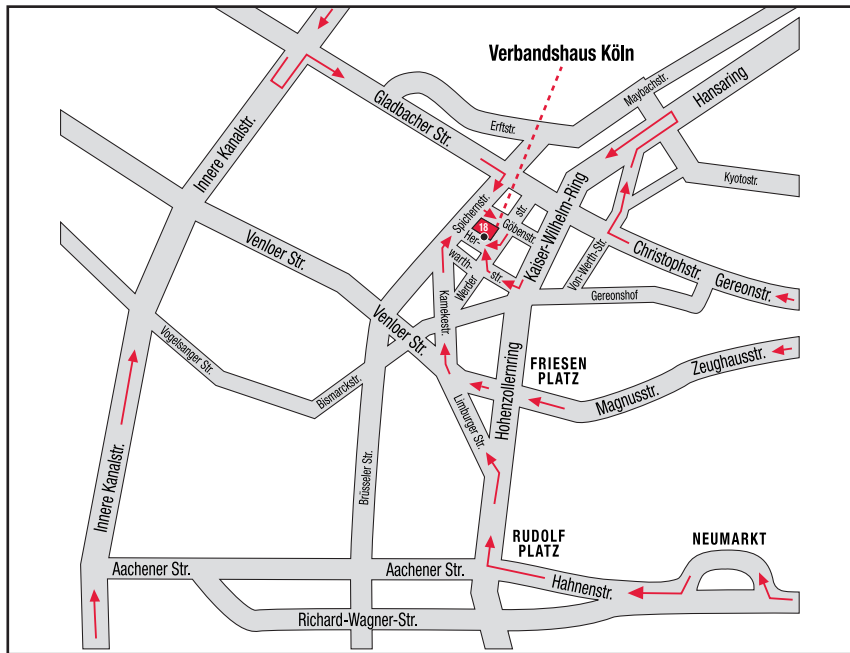 Verbandshaus Köln
Maybachstr.
Hansaring
Gladbacher Str.
Erftstr.
Innere Kanalstr.
Kyotostr.
Spichernstr.
str.
18
Göbenstr.
Her-
warth-
str.
Werder
Kaiser-Wilhelm-Ring
Von-Werth-Str.
Christophstr.
Gereonstr.
Venloer Str.
Gereonshof
Kamekestr.
Venloer Str.
Vogelsanger Str.
Bismarckstr.
FRIESEN
PLATZ
Zeughausstr.
Magnusstr.
Hohenzollernring
Limburger Str.
Brüsseler Str.
Innere Kanalstr.
RUDOLF
PLATZ
NEUMARKT
Aachener Str.
Aachener Str.
Hahnenstr.
Richard-Wagner-Str.